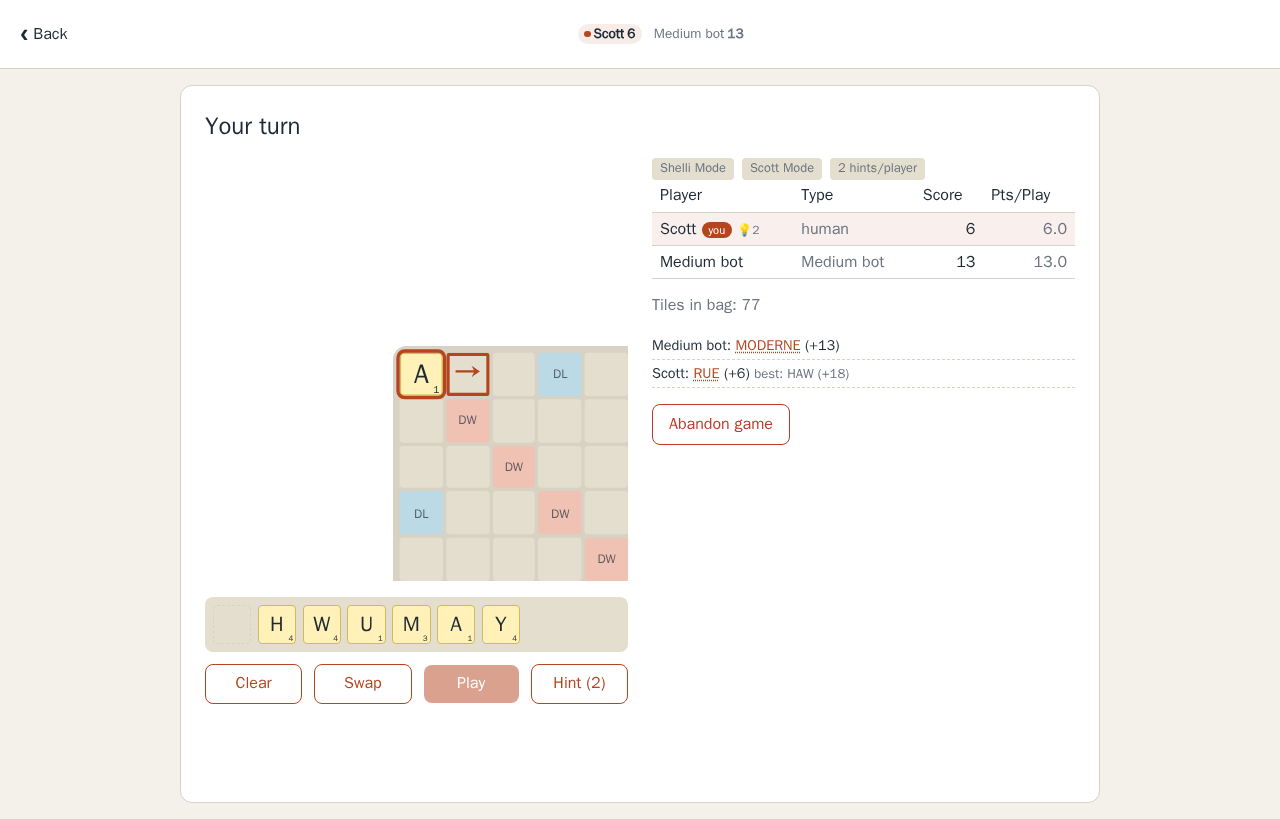 ‹ Back
Scott 6 Medium bot 13
Your turn
Shelli Mode Scott Mode 2 hints/player
Player Type Score Pts/Play
Scott you 💡2 human 6 6.0
Medium bot Medium bot 13 13.0
Tiles in bag: 77
Medium bot: MODERNE (+13)
Scott: RUE (+6) best: HAW (+18)
Abandon game
A 1 → DL
DW
DW
DL DW
DW
H 4 W 4 U 1 M 3 A 1 Y 4
Clear Swap Play Hint (2)